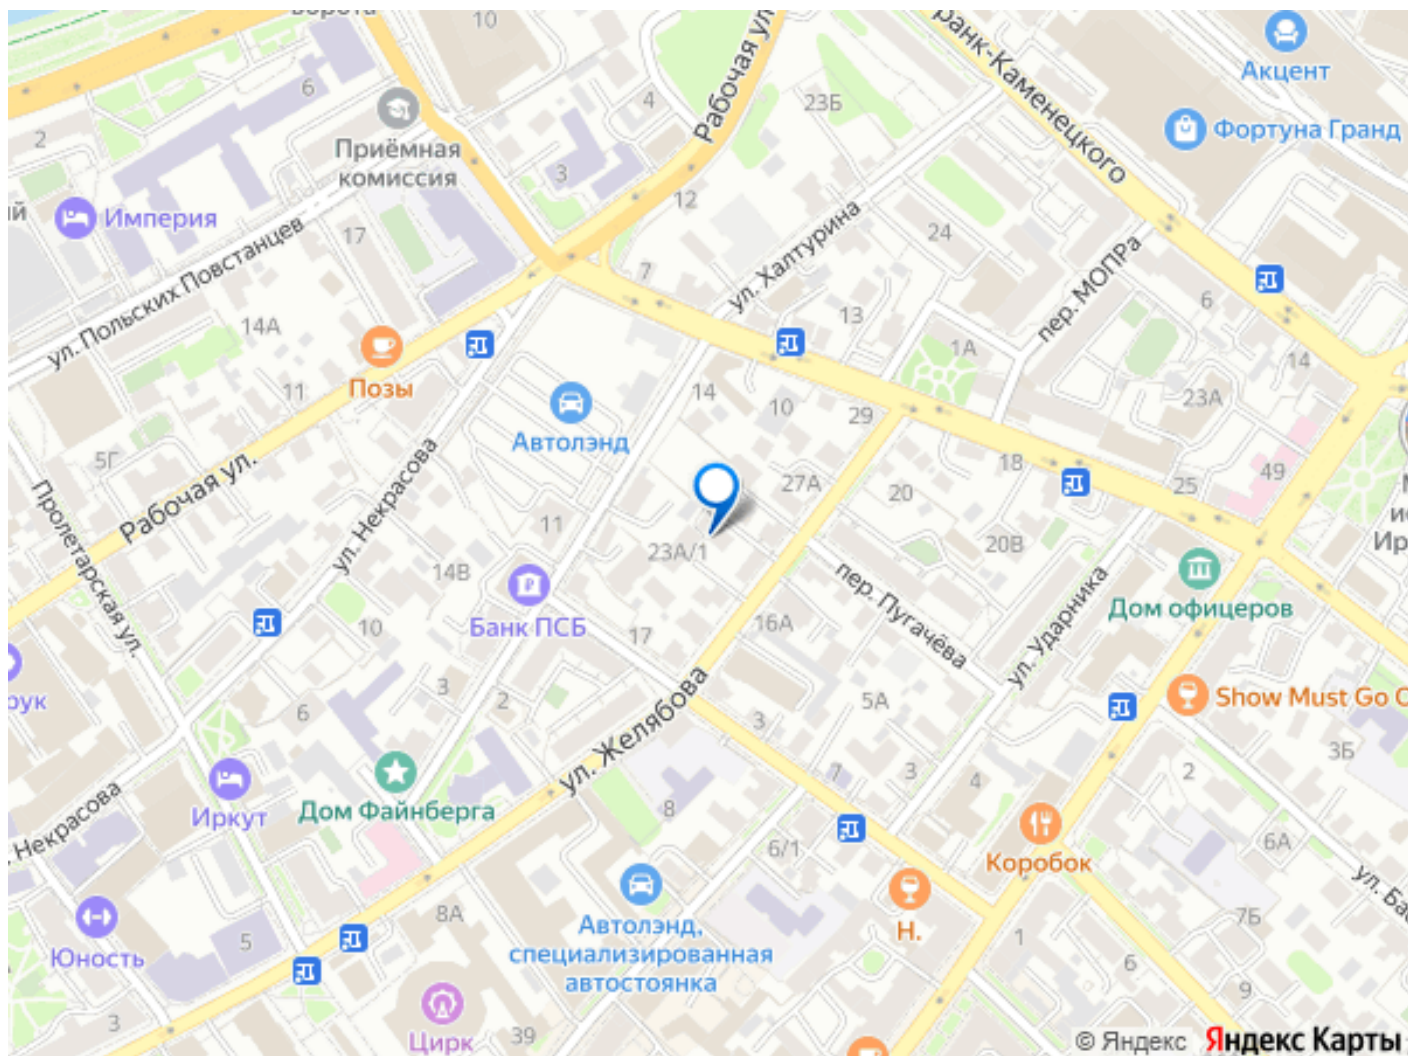 ворота
10
6
2
Приёмная
комиссия
4
3
Рабочая ул.
23Б
ранк-Каменецкого
Акцент
Фортуна Гранд
ий
Империя
ул. Польских Повстанцев
17
12
7
ул. Халтурина
24
пер. МОПРа
6
14А
13
1А
14
Позы
11
14
10
29
23А
Автолэнд
5Г
Рабочая ул.
ул. Некрасова
27А
20
18
25
49
Пролетарская ул.
11
23А/1
20В
Ир
14В
Банк ПСБ
пер. Пугачёва
ул. Ударника
Дом офицеров
10
17
16А
рук
3
2
6
ул. Желябова
3
5А
Show Must Go O
3Б
Иркут
Дом Файнберга
Некрасова
8
7
3
4
2
6/1
Коробок
6А
ул. Ба
Юность
5
8А
Автолэнд,
специализированная
автостоянка
Н.
1
7Б
6
9
3
Цирк
39
© Яндекс Яндекс Карты